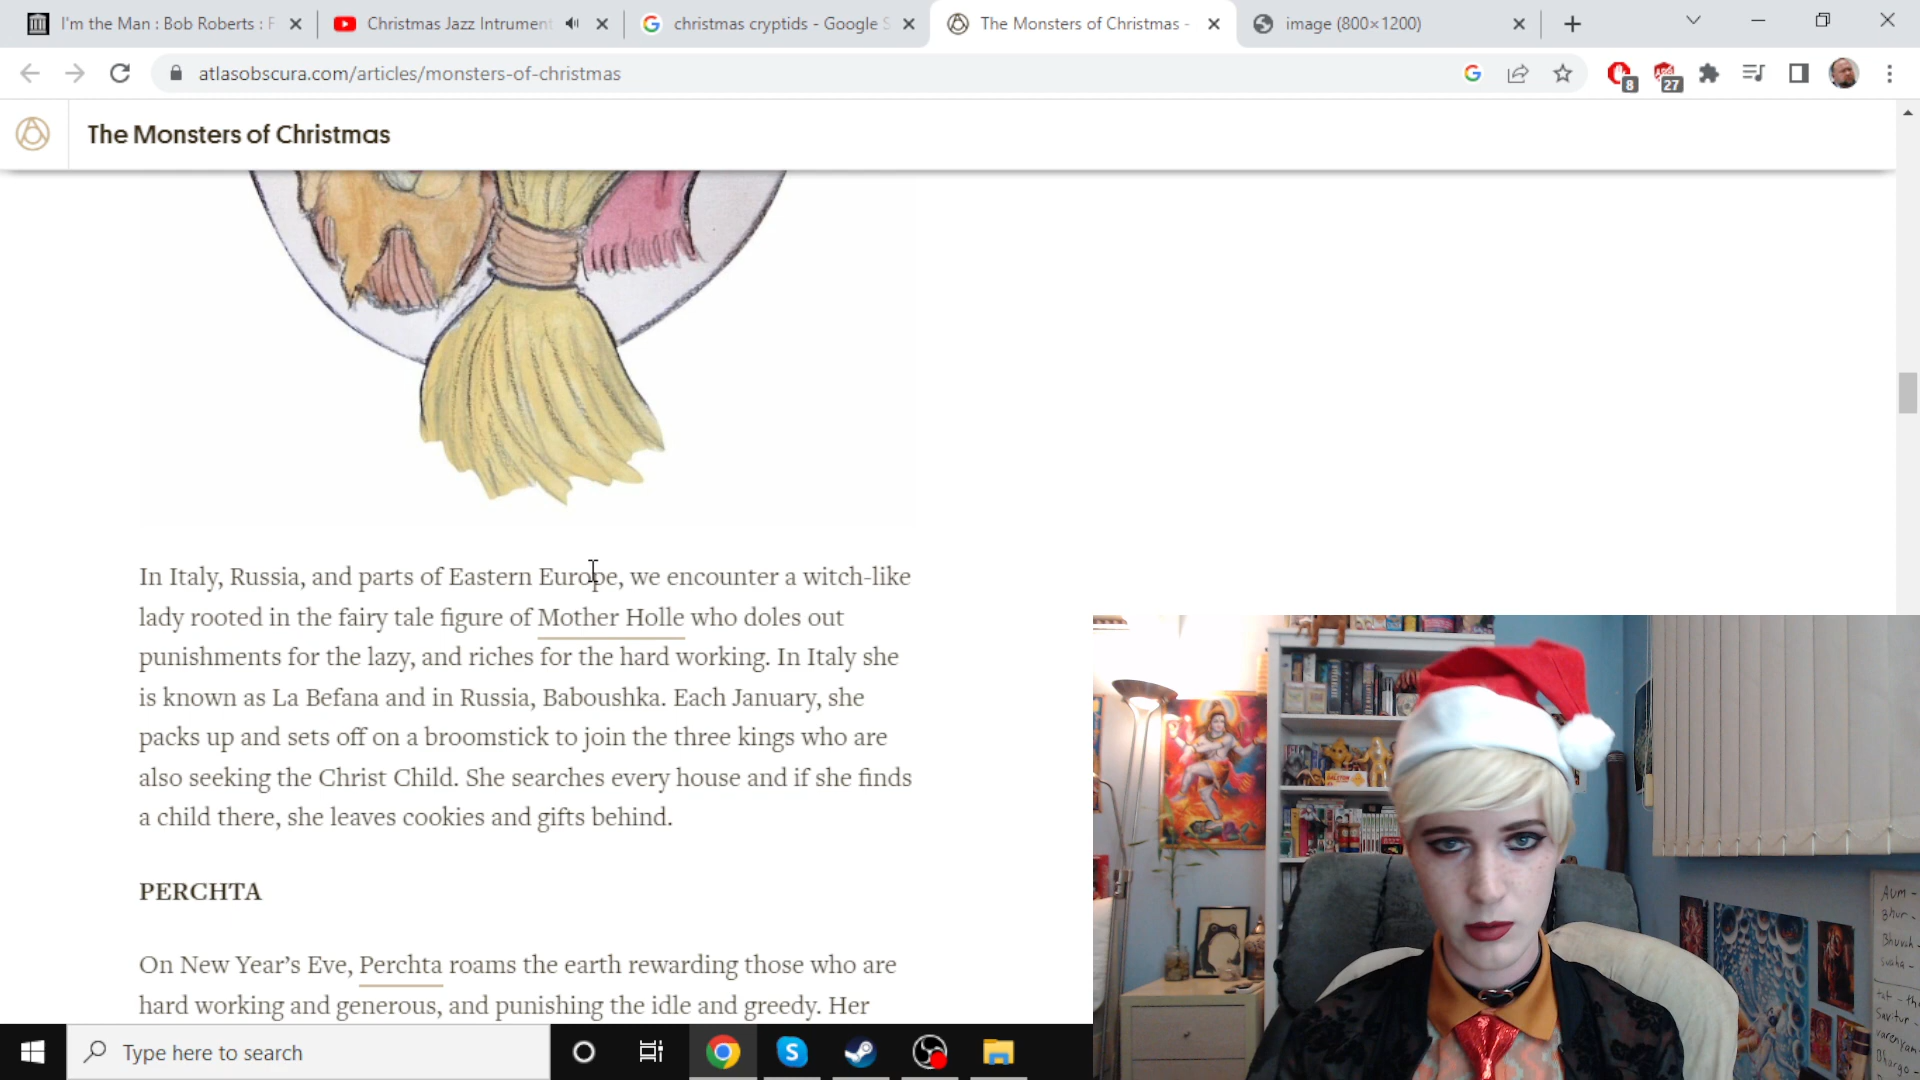 I'm the Man : Bob Roberts : F
Christmas Jazz Intrument
christmas cryptids - Google S
The Monsters of Christmas -
image (800×1200)
atlasobscura.com/articles/monsters-of-christmas
8
27
The Monsters of Christmas
In Italy, Russia, and parts of Eastern Europe, we encounter a witch-like
lady rooted in the fairy tale figure of Mother Holle who doles out
punishments for the lazy, and riches for the hard working. In Italy she
is known as La Befana and in Russia, Baboushka. Each January, she
packs up and sets off on a broomstick to join the three kings who are
also seeking the Christ Child. She searches every house and if she finds
a child there, she leaves cookies and gifts behind.
PERCHTA
On New Year's Eve, Perchta roams the earth rewarding those who are
hard working and generous, and punishing the idle and greedy. Her
Aum -
Bhur -
Bhuvah -
Savitur -
Type here to search